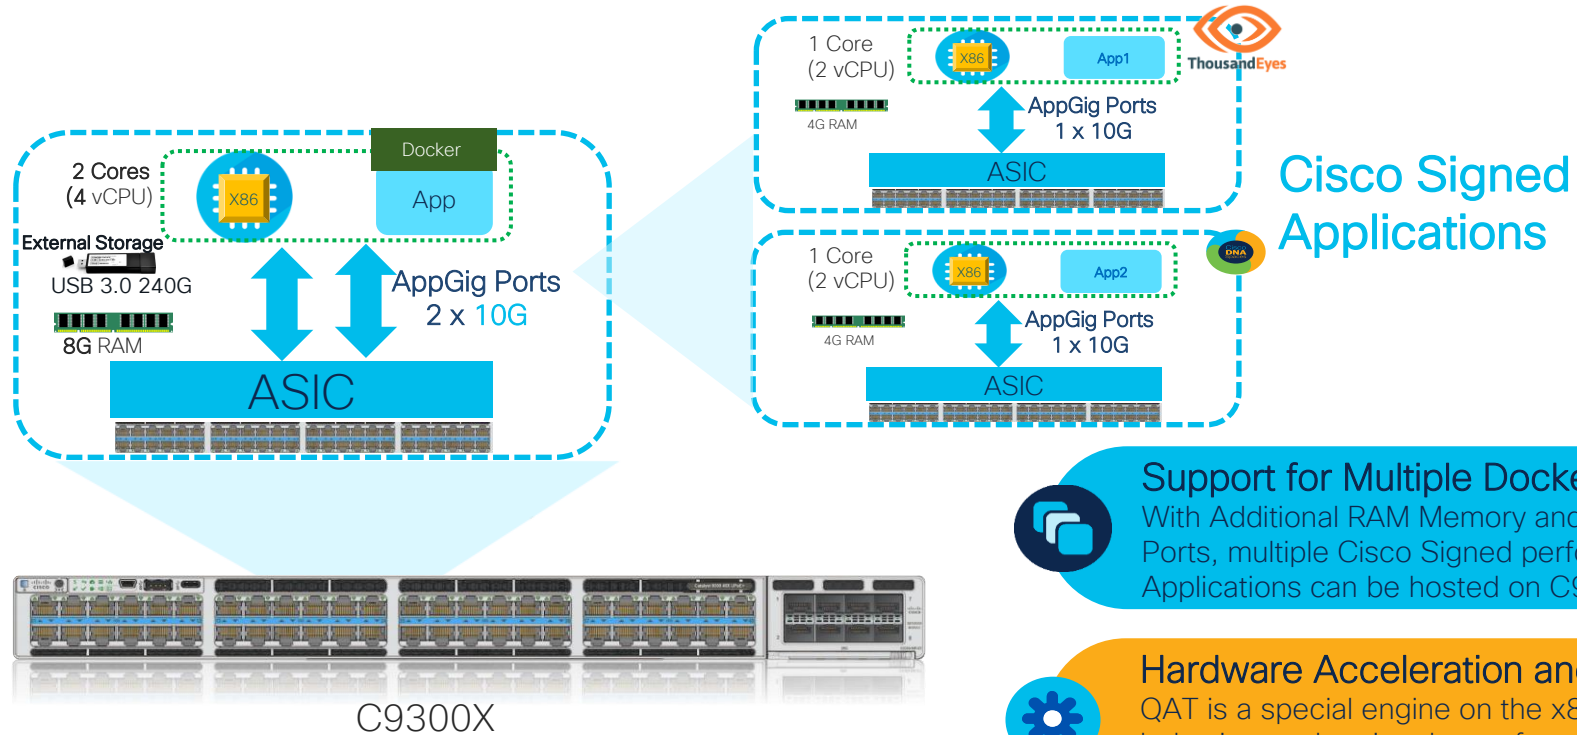 2 Cores
(4 vCPU)
X86
Docker
App
External Storage
USB 3.0 240G
8G RAM
AppGig Ports
2 x 10G
ASIC
C9300X
1 Core
(2 vCPU)
X86
App1
4G RAM
AppGig Ports
1 x 10G
ASIC
ThousandEyes
1 Core
(2 vCPU)
X86
App2
4G RAM
AppGig Ports
1 x 10G
ASIC
DNA
Cisco Signed
Applications
Support for Multiple Docke
With Additional RAM Memory and
Ports, multiple Cisco Signed perfo
Applications can be hosted on C9
Hardware Acceleration an
QAT is a special engine on the x8